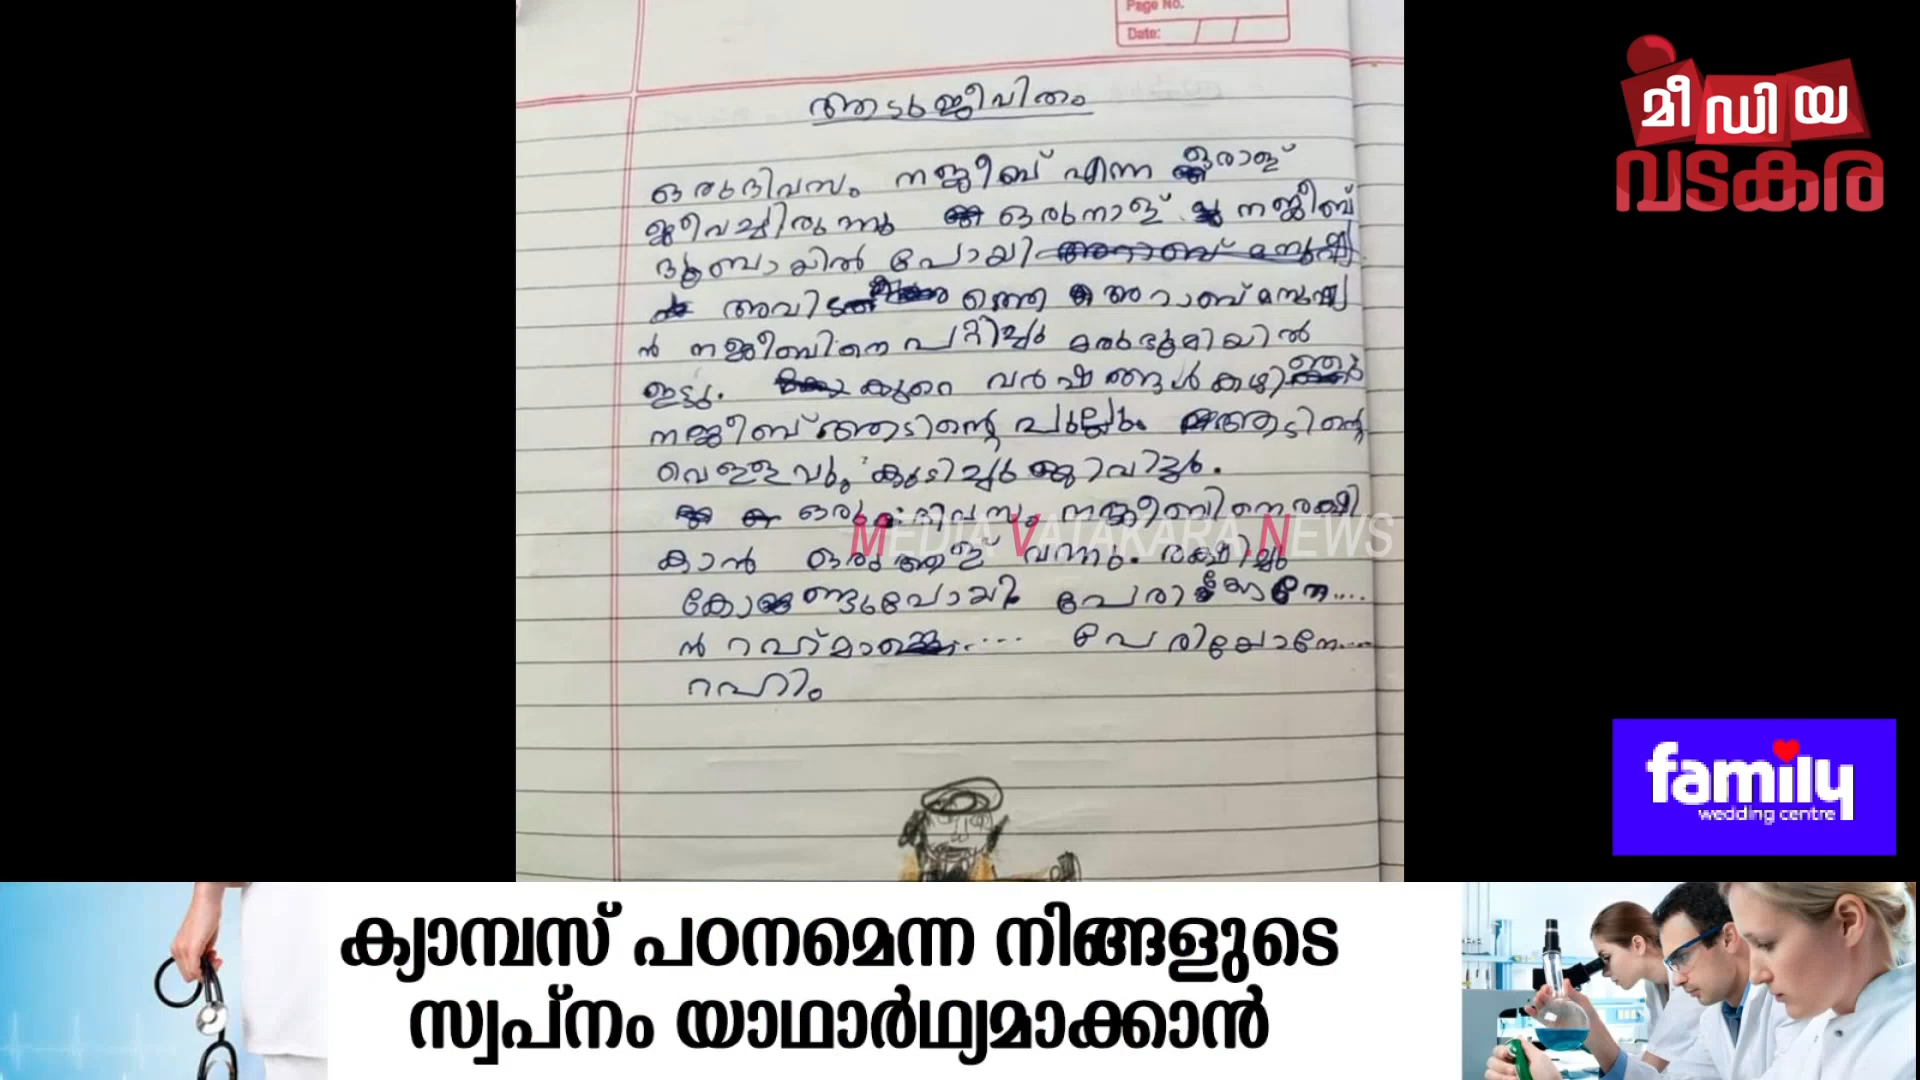 Page No.
Date:
മീഡിയ
വടകര
ആടുജീവിതം
ഒരുദിവസം നജീബ് എന്ന ഒരാള്
ജീവച്ചിരുന്നു ഒരുനാള് നജീബ്
ദുബായിൽ പോയി
അവിട ത്തെ അറാബ് മനുഷ്യ
ൻ നജീബിനെ പറ്റിച്ചു മരുഭൂമിയിൽ
ഇട്ടു. കുറെ വർഷങ്ങൾ കഴിഞ്ഞു
നജീബ് ആടിന്റെ പുല്ലും ആടിന്റെ
വെള്ളവും കുടിച്ചു ജീവിച്ചു.
ഒരു ദിവസം നജീബിനെ രക്ഷി
കാൻ ഒരു ആള് വന്നു. രക്ഷിച്ചു
കോണ്ടുപോയി പേരിയോനേ....
ൻ റഹ്മാ ..... പേരിയോനേ....
റഹിം
MEDIA VATAKARA.NEWS
family
wedding centre
ക്യാമ്പസ് പഠനമെന്ന നിങ്ങളുടെ
സ്വപ്നം യാഥാർഥ്യമാക്കാൻ